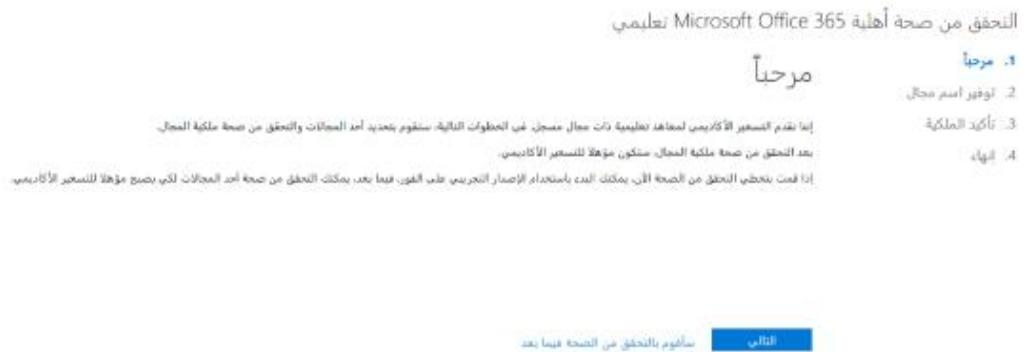 التحقق من صحة أهلية Microsoft Office 365 تعليمي
1. مرحباً
2. توفير اسم مجال
3. تأكيد الملكية
4. إنهاء
مرحباً
إننا نقدم التسعير الأكاديمي لمعاهد تعليمية ذات مجال مسجل. في الخطوات التالية، ستقوم بتحديد أحد المجالات والتحقق من صحة ملكية المجال.
بعد التحقق من صحة ملكية المجال، ستكون مؤهلا للتسعير الأكاديمي.
إذا قمت بتخطي التحقق من الصحة الآن، يمكنك البدء باستخدام الإصدار التجريبي على الفور. فيما بعد، يمكنك التحقق من صحة أحد المجالات لكي يصبح مؤهلا للتسعير الأكاديمي.
التالي
سأقوم بالتحقق من الصحة فيما بعد